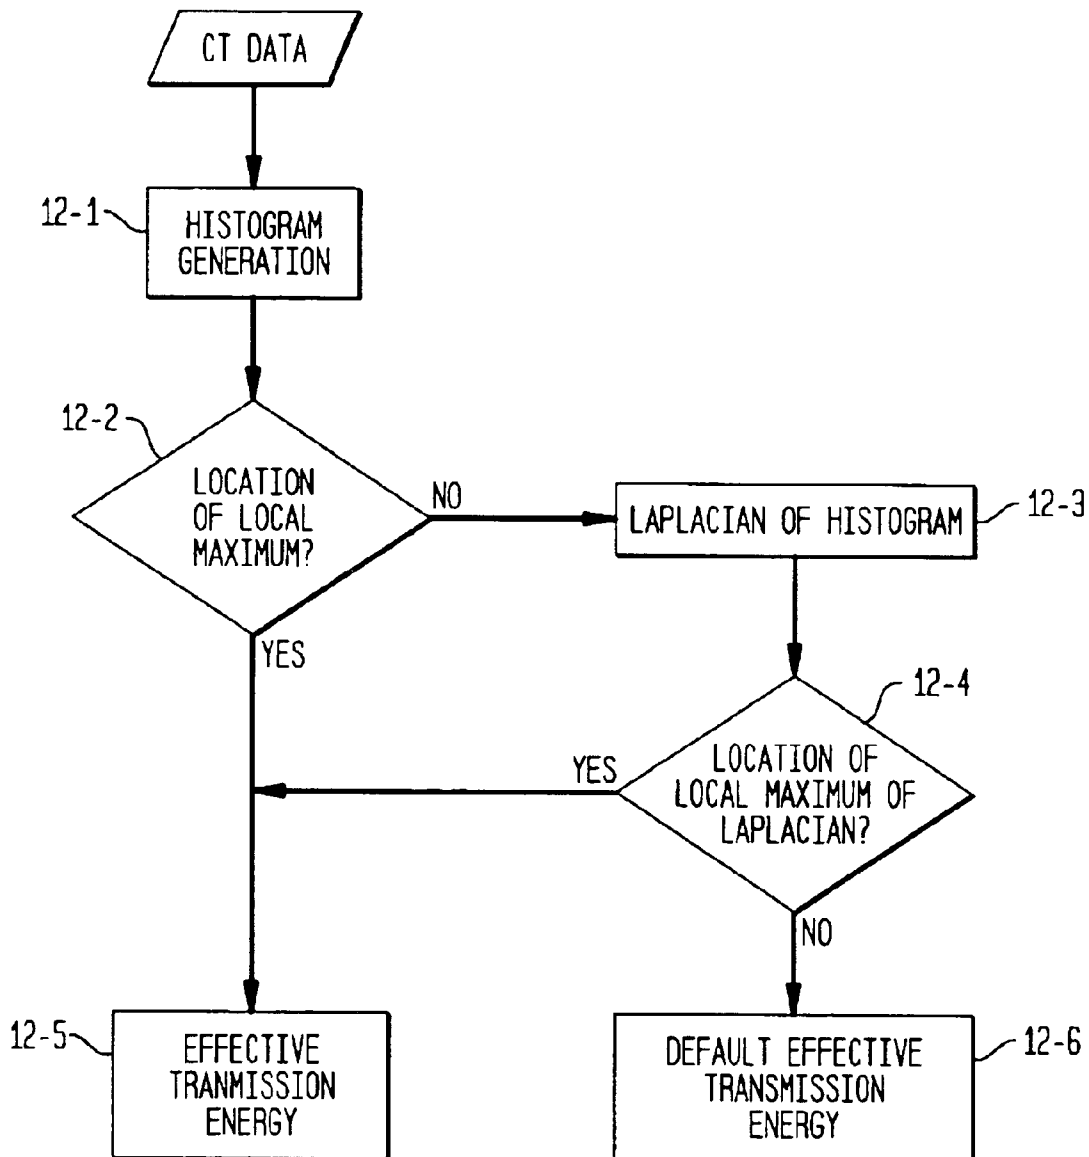 CT DATA
12-1
HISTOGRAM
GENERATION
12-2
LOCATION
OF LOCAL
MAXIMUM?
NO
LAPLACIAN OF HISTOGRAM
12-3
YES
12-4
LOCATION OF
LOCAL MAXIMUM OF
LAPLACIAN?
YES
NO
12-5
EFFECTIVE
TRANMISSION
ENERGY
DEFAULT EFFECTIVE
TRANSMISSION
ENERGY
12-6